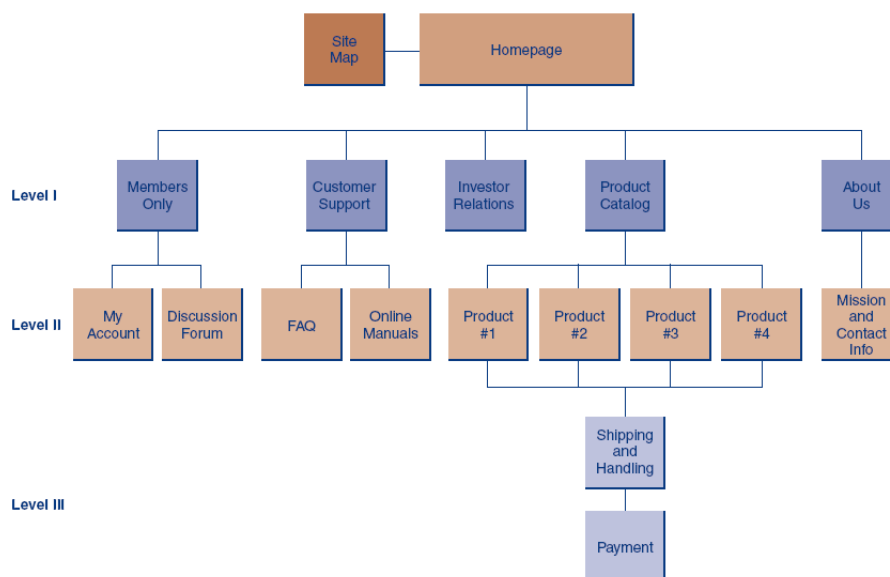 Site
Map
Homepage
Level I
Members
Only
Customer
Support
Investor
Relations
Product
Catalog
About
Us
Level II
My
Account
Discussion
Forum
FAQ
Online
Manuals
Product
#1
Product
#2
Product
#3
Product
#4
Mission
and
Contact
Info
Shipping
and
Handling
Level III
Payment